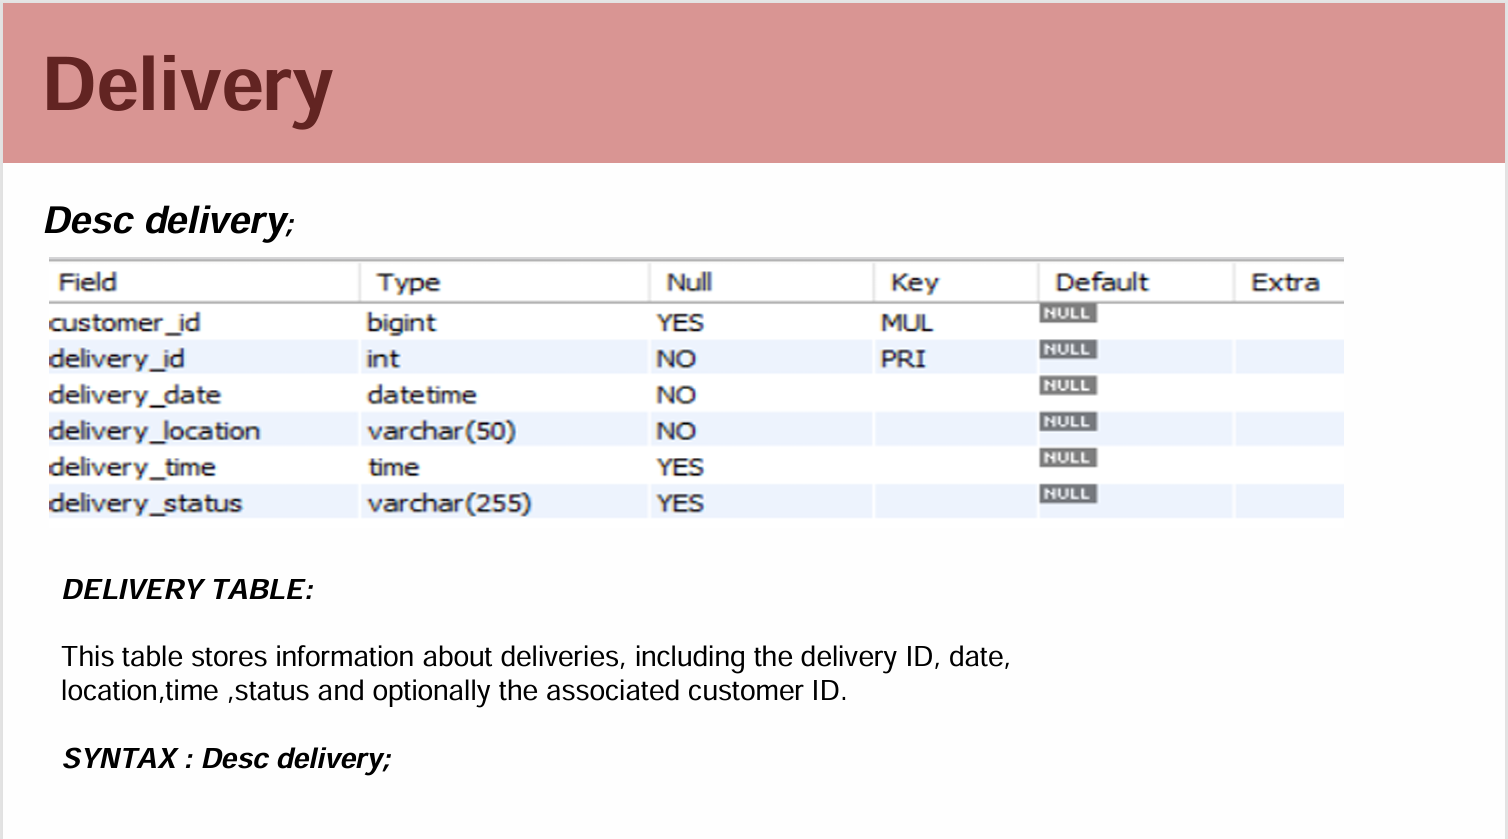 Delivery
Desc delivery;
Field Type Null Key Default Extra
customer_id bigint YES MUL NULL
delivery_id int NO PRI NULL
delivery_date datetime NO NULL
delivery_location varchar(50) NO NULL
delivery_time time YES NULL
delivery_status varchar(255) YES NULL
DELIVERY TABLE:
This table stores information about deliveries, including the delivery ID, date,
location,time ,status and optionally the associated customer ID.
SYNTAX : Desc delivery;